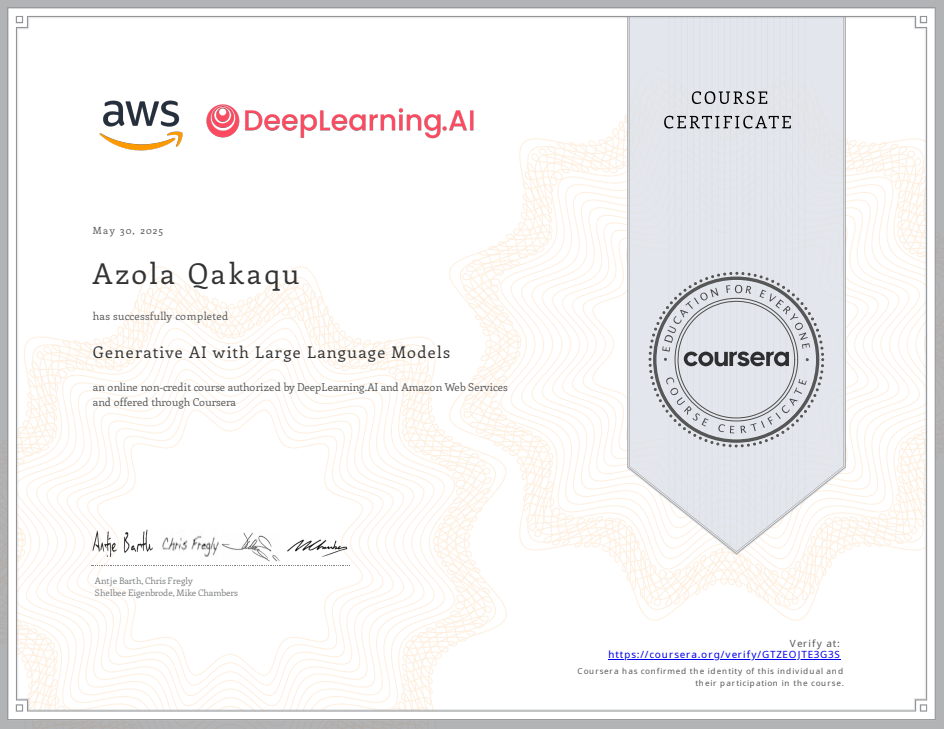 aws DeepLearning.AI
COURSE
CERTIFICATE
May 30, 2025
Azola Qakaqu
has successfully completed
Generative AI with Large Language Models
an online non-credit course authorized by DeepLearning.AI and Amazon Web Services
and offered through Coursera
EDUCATION FOR EVERYONE
coursera
COURSE CERTIFICATE
Antje Barth Chris Fregly
Antje Barth, Chris Fregly
Shelbee Eigenbrode, Mike Chambers
Verify at:
https://coursera.org/verify/GTZEOJTE3G3S
Coursera has confirmed the identity of this individual and
their participation in the course.